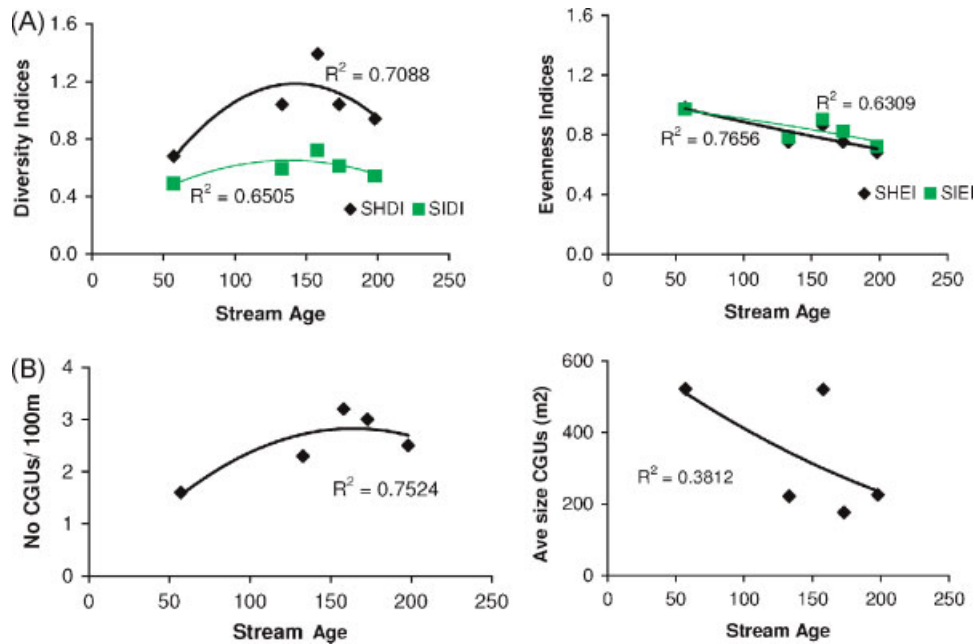 (A)
Diversity Indices
1.6
1.2
0.8
0.4
0.0
R² = 0.7088
R² = 0.6505
SHDI SIDI
0 50 100 150 200 250
Stream Age
Evenness Indices
1.6
1.2
0.8
0.4
0.0
R² = 0.6309
R² = 0.7656
SHEI SIEI
0 50 100 150 200 250
Stream Age
(B)
No CGUs/ 100m
4
3
2
1
0
R² = 0.7524
0 50 100 150 200 250
Stream Age
Ave size CGUs (m2)
600
400
200
0
R² = 0.3812
0 50 100 150 200 250
Stream Age